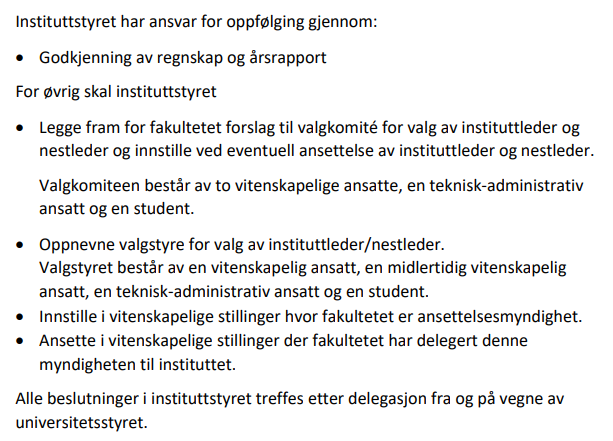 Instituttstyret har ansvar for oppfølging gjennom:
• Godkjenning av regnskap og årsrapport
For øvrig skal instituttstyret
• Legge fram for fakultetet forslag til valgkomité for valg av instituttleder og
nestleder og innstille ved eventuell ansettelse av instituttleder og nestleder.
Valgkomiteen består av to vitenskapelige ansatte, en teknisk-administrativ
ansatt og en student.
• Oppnevne valgstyre for valg av instituttleder/nestleder.
Valgstyret består av en vitenskapelig ansatt, en midlertidig vitenskapelig
ansatt, en teknisk-administrativ ansatt og en student.
• Innstille i vitenskapelige stillinger hvor fakultetet er ansettelsesmyndighet.
• Ansette i vitenskapelige stillinger der fakultetet har delegert denne
myndigheten til instituttet.
Alle beslutninger i instituttstyret treffes etter delegasjon fra og på vegne av
universitetsstyret.